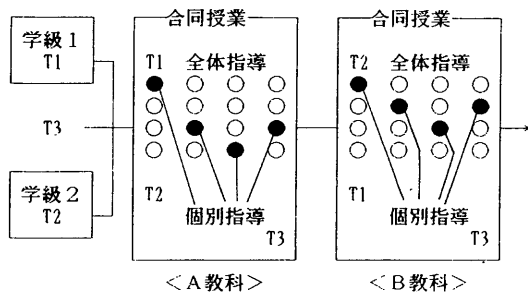 合同授業
合同授業
学級1
T1
T3
学級2
T2
T1 全体指導
T2
個別指導
T3
<A教科>
T2 全体指導
T1
個別指導
T3
<B教科>